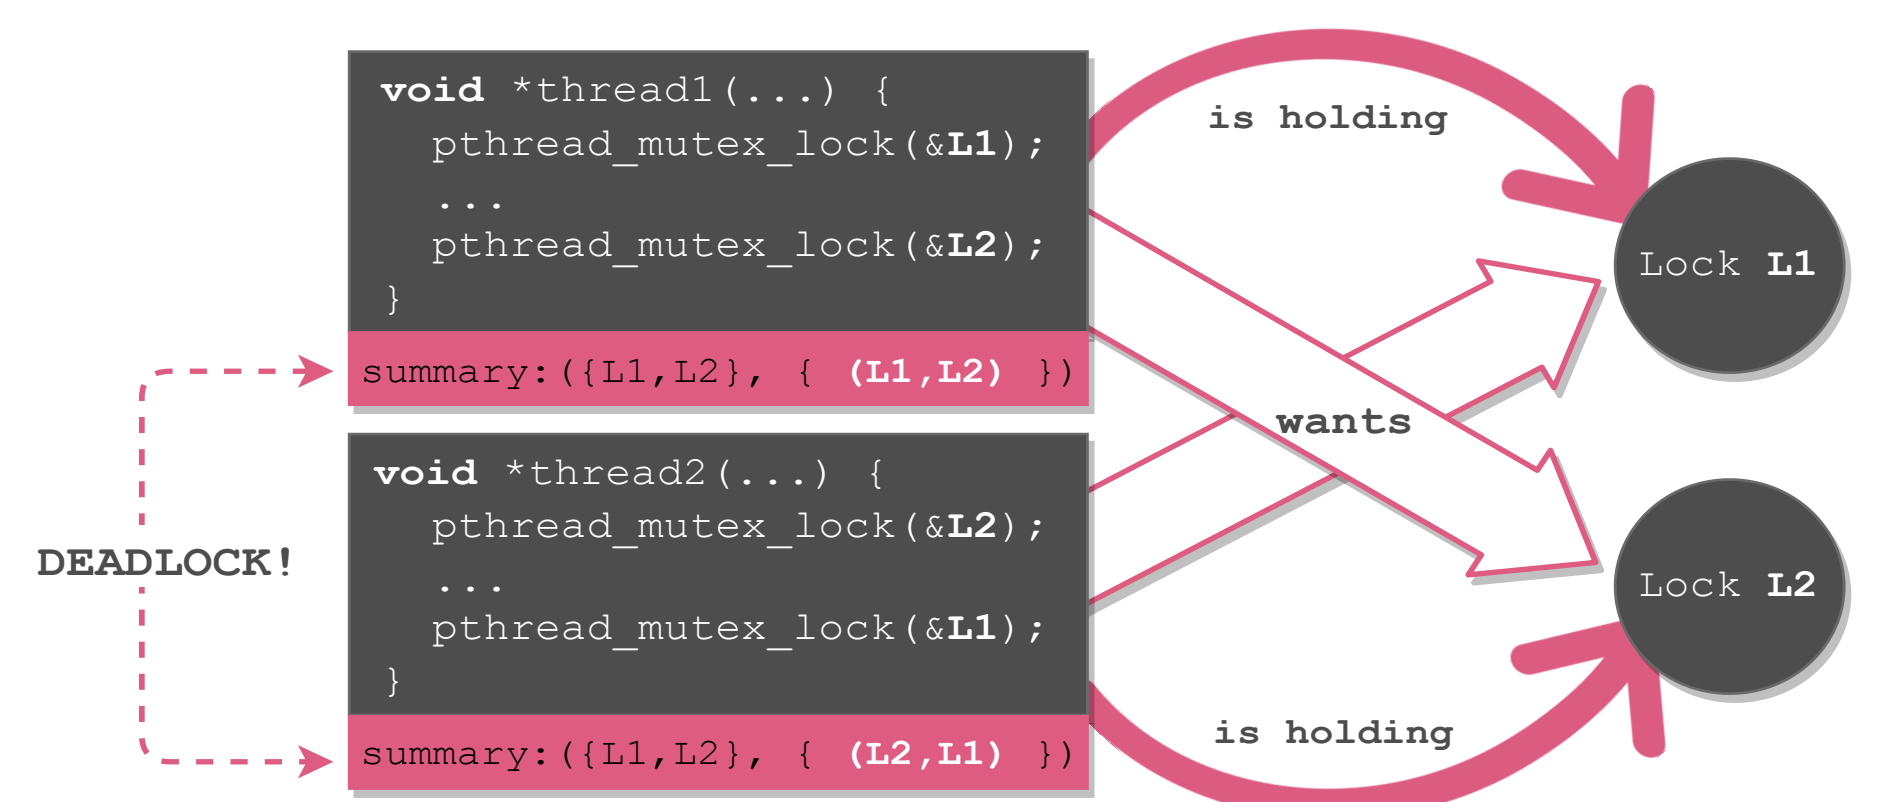 void *thread1(...) {
pthread_mutex_lock(&L1);
...
pthread_mutex_lock(&L2);
}
summary:({L1,L2}, { (L1,L2) })
void *thread2(...) {
pthread_mutex_lock(&L2);
...
pthread_mutex_lock(&L1);
}
summary:({L1,L2}, { (L2,L1) })
DEADLOCK!
is holding
wants
is holding
Lock L1
Lock L2